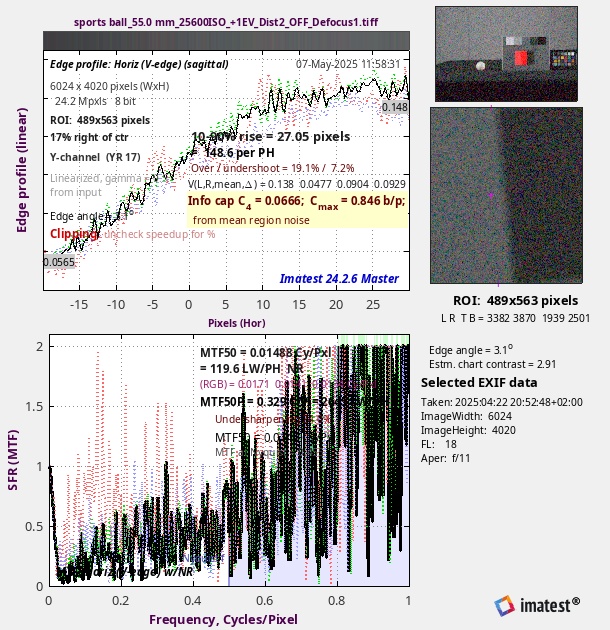 sports ball_55.0 mm_25600ISO_+1EV_Dist2_OFF_Defocus1.tiff
Edge profile: Horiz (V-edge) (sagittal)
07-May-2025 11:58:31
6024 x 4020 pixels (WxH)
24.2 Mpxls 8 bit
ROI: 489x563 pixels
17% right of ctr
10-90% rise = 27.05 pixels
= 148.6 per PH
Y-channel (YR 17)
Over / undershoot = 19.1% / 7.2%
Linearized, gamma
from input
V(L,R,mean,Δ) = 0.138 0.0477 0.0904 0.0929
Info cap C4 = 0.0666; Cmax = 0.846 b/p;
from mean region noise
Edge angle
Clipping: uncheck speedup for %
0.148
0.0565
Imatest 24.2.6 Master
Edge profile (linear)
-15 -10 -5 0 5 10 15 20 25
Pixels (Hor)
MTF50 = 0.01488 Cy/Pxl
= 119.6 LW/PH NR
(RGB) = 0.0171
MTF50P = 0.329
MTF50
Horiz (V-edge) w/NR
SFR (MTF)
2
1.5
1
0.5
0
0 0.2 0.4 0.6 0.8 1
Frequency, Cycles/Pixel
ROI: 489x563 pixels
L R T B = 3382 3870 1939 2501
Edge angle = 3.1o
Estm. chart contrast = 2.91
Selected EXIF data
Taken: 2025:04:22 20:52:48+02:00
ImageWidth: 6024
ImageHeight: 4020
FL: 18
Aper: f/11
imatest®